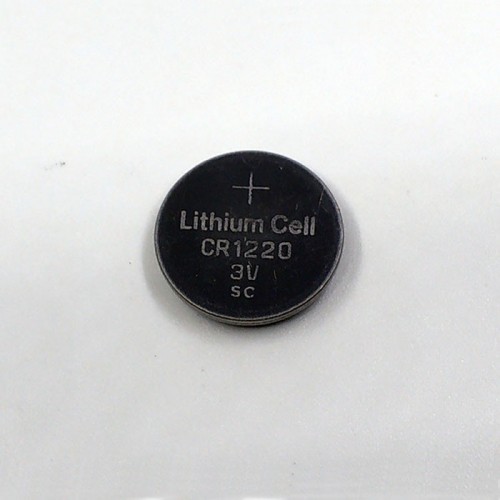 +
Lithium Cell
CR1220
3V
SC